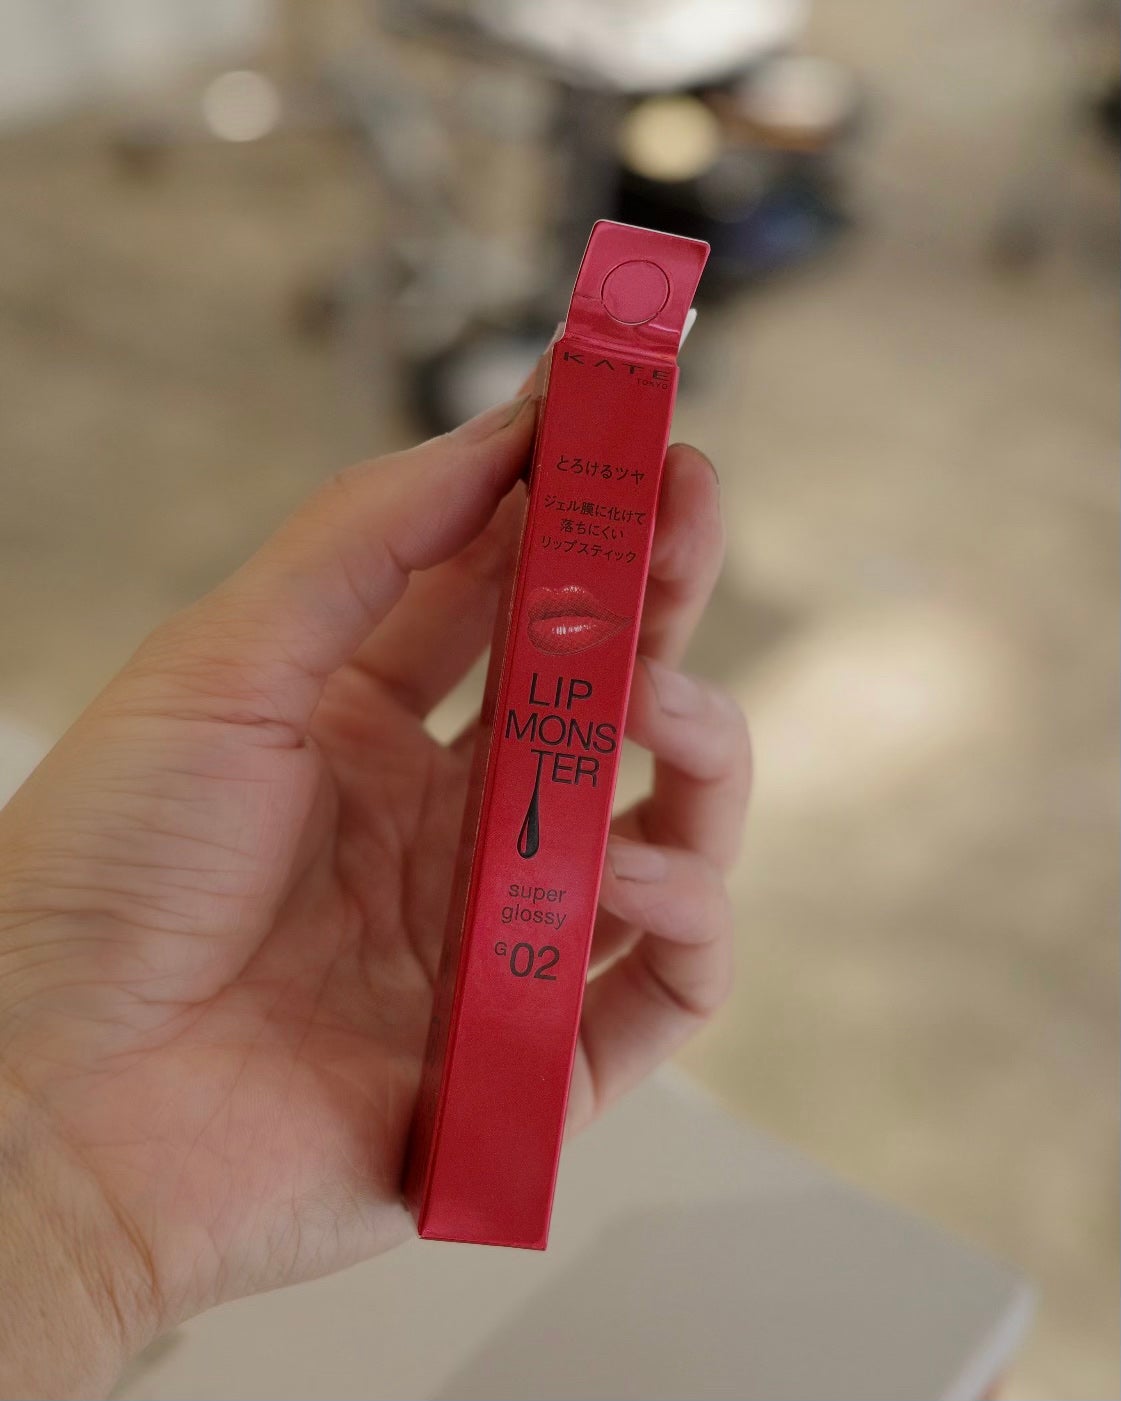 KATE
TOKYO
とろけるツヤ
ジェル膜に化けて
落ちにくい
リップスティック
LIP
MONS
TER
super
glossy
G02